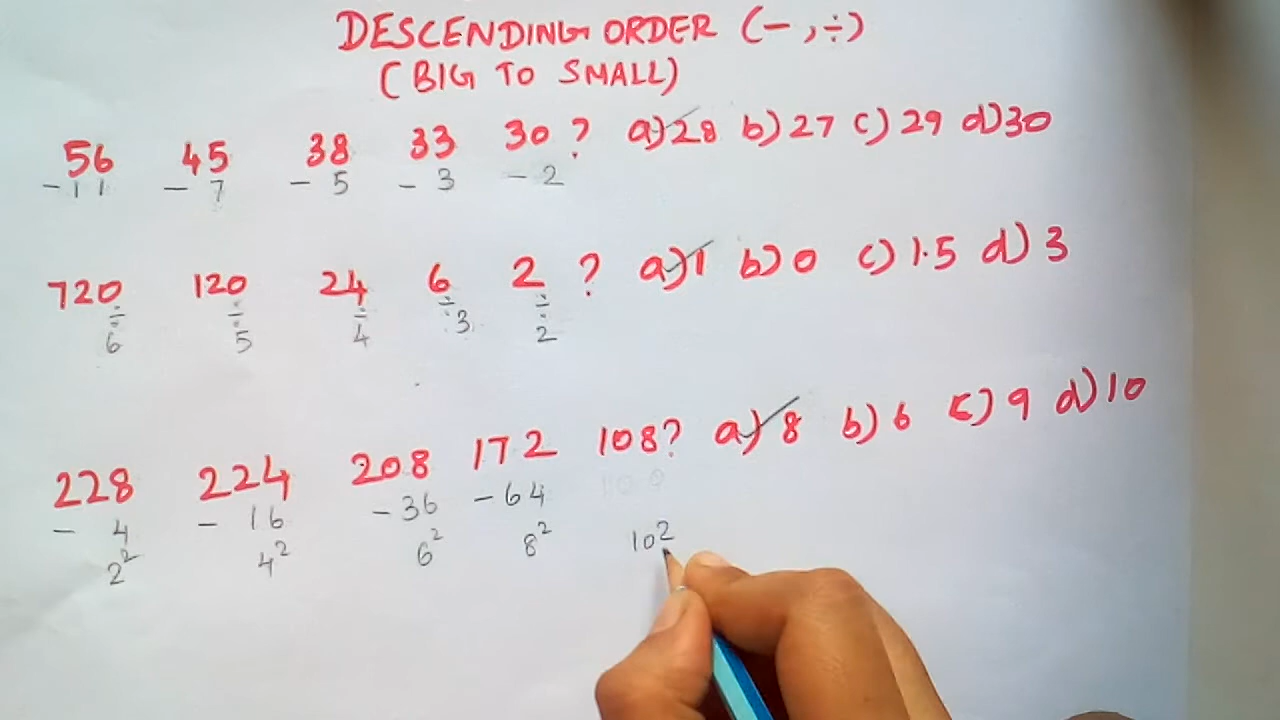 DESCENDING ORDER (-, ÷)
(BIG TO SMALL)
56 45 38 33 30 ? a) 28 b) 27 c) 29 d) 30
- 11 - 7 - 5 - 3 - 2
720 120 24 6 2 ? a) 1 b) 0 c) 1.5 d) 3
÷ 6 ÷ 5 ÷ 4 ÷ 3 ÷ 2
228 224 208 172 108? a) 8 b) 6 c) 9 d) 10
- 4 - 16 - 36 - 64 100
2² 4² 6² 8² 10²